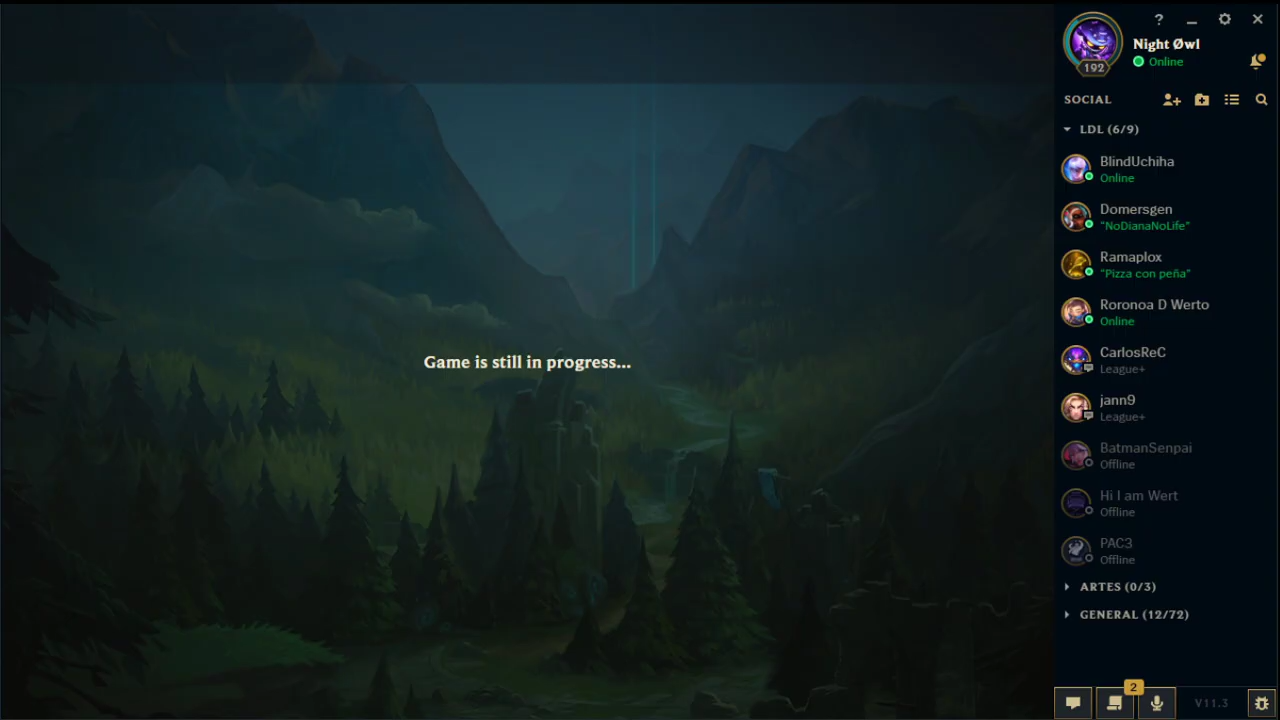 ?
Night Øwl
192
Online
SOCIAL
LDL (6/9)
BlindUchiha
Online
Domersgen
"NoDianaNoLife"
Ramaplox
"Pizza con peña"
Roronoa D Werto
Online
Game is still in progress...
CarlosReC
League+
jann9
League+
BatmanSenpai
Offline
Hi I am Wert
Offline
PAC3
Offline
ARTES (0/3)
GENERAL (12/72)
2
V11.3